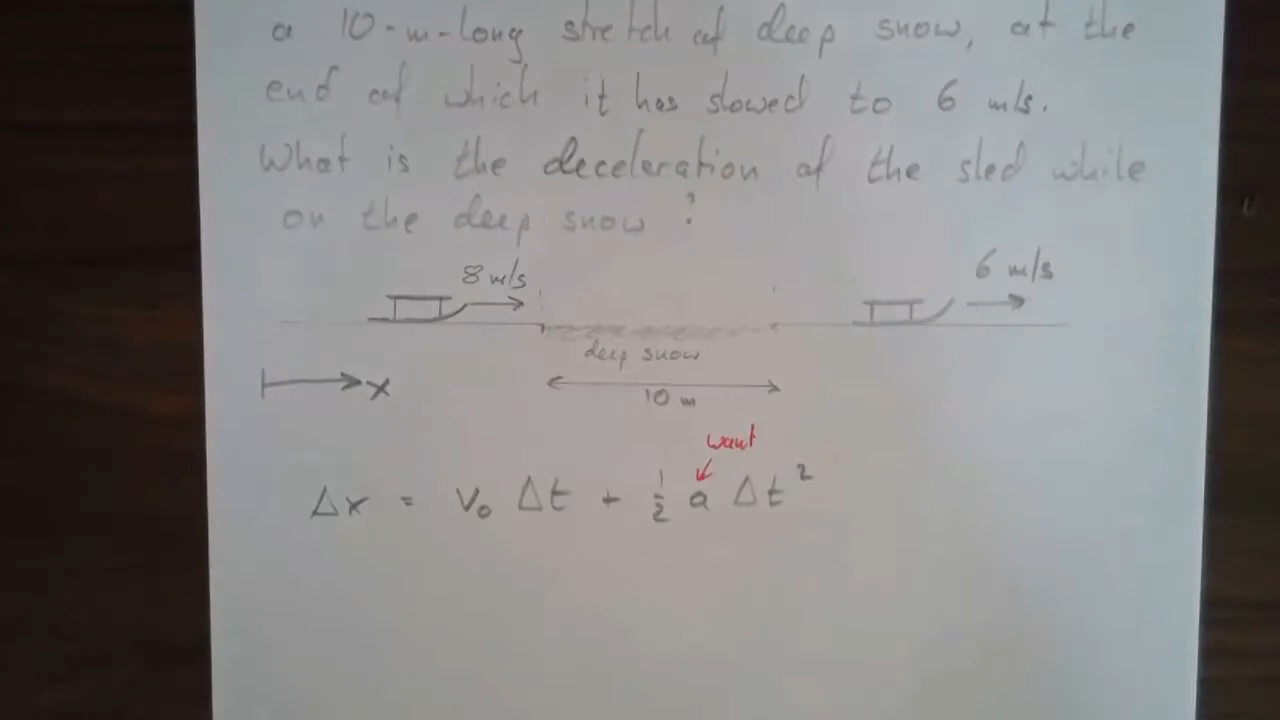 a 10-m-long stretch of deep snow, at the
end of which it has slowed to 6 m/s.
What is the deceleration of the sled while
on the deep snow?
8 m/s
6 m/s
deep snow
x
10 m
want
Δx = v₀ Δt + ½ a Δt²